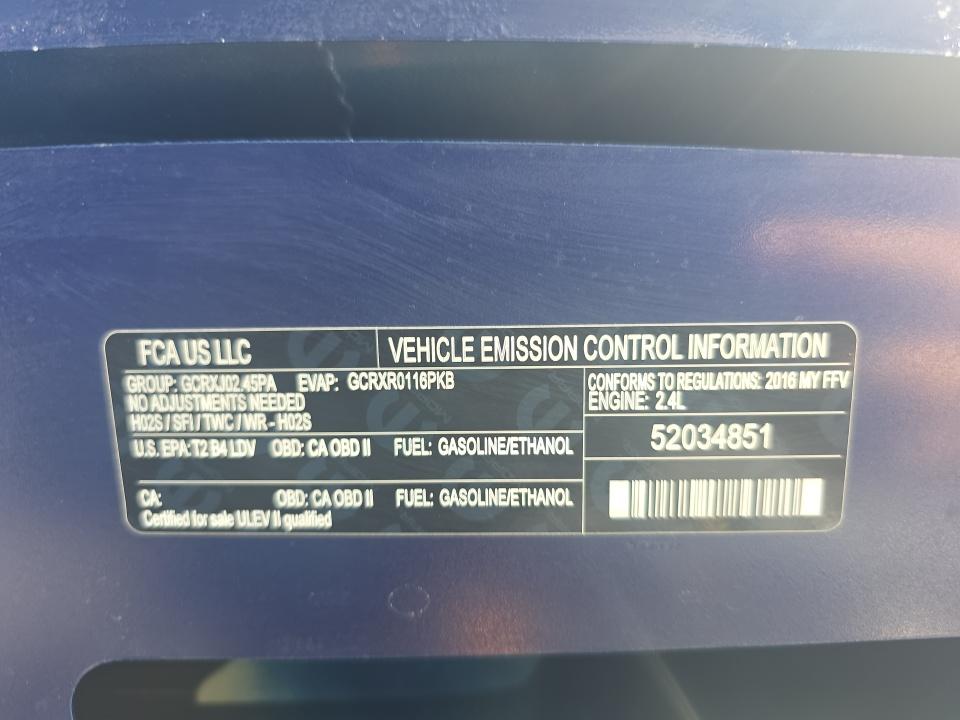 FCA US LLC
VEHICLE EMISSION CONTROL INFORMATION
GROUP: GCRXJ02.45PA EVAP: GCRXR0116PKB
NO ADJUSTMENTS NEEDED
H02S / SFI / TWC / WR - H02S
U.S. EPA: T2 B4 LDV OBD: CA OBD II FUEL: GASOLINE/ETHANOL
CA: OBD: CA OBD II FUEL: GASOLINE/ETHANOL
Certified for sale ULEV II qualified
CONFORMS TO REGULATIONS: 2016 MY FFV
ENGINE: 2.4L
52034851